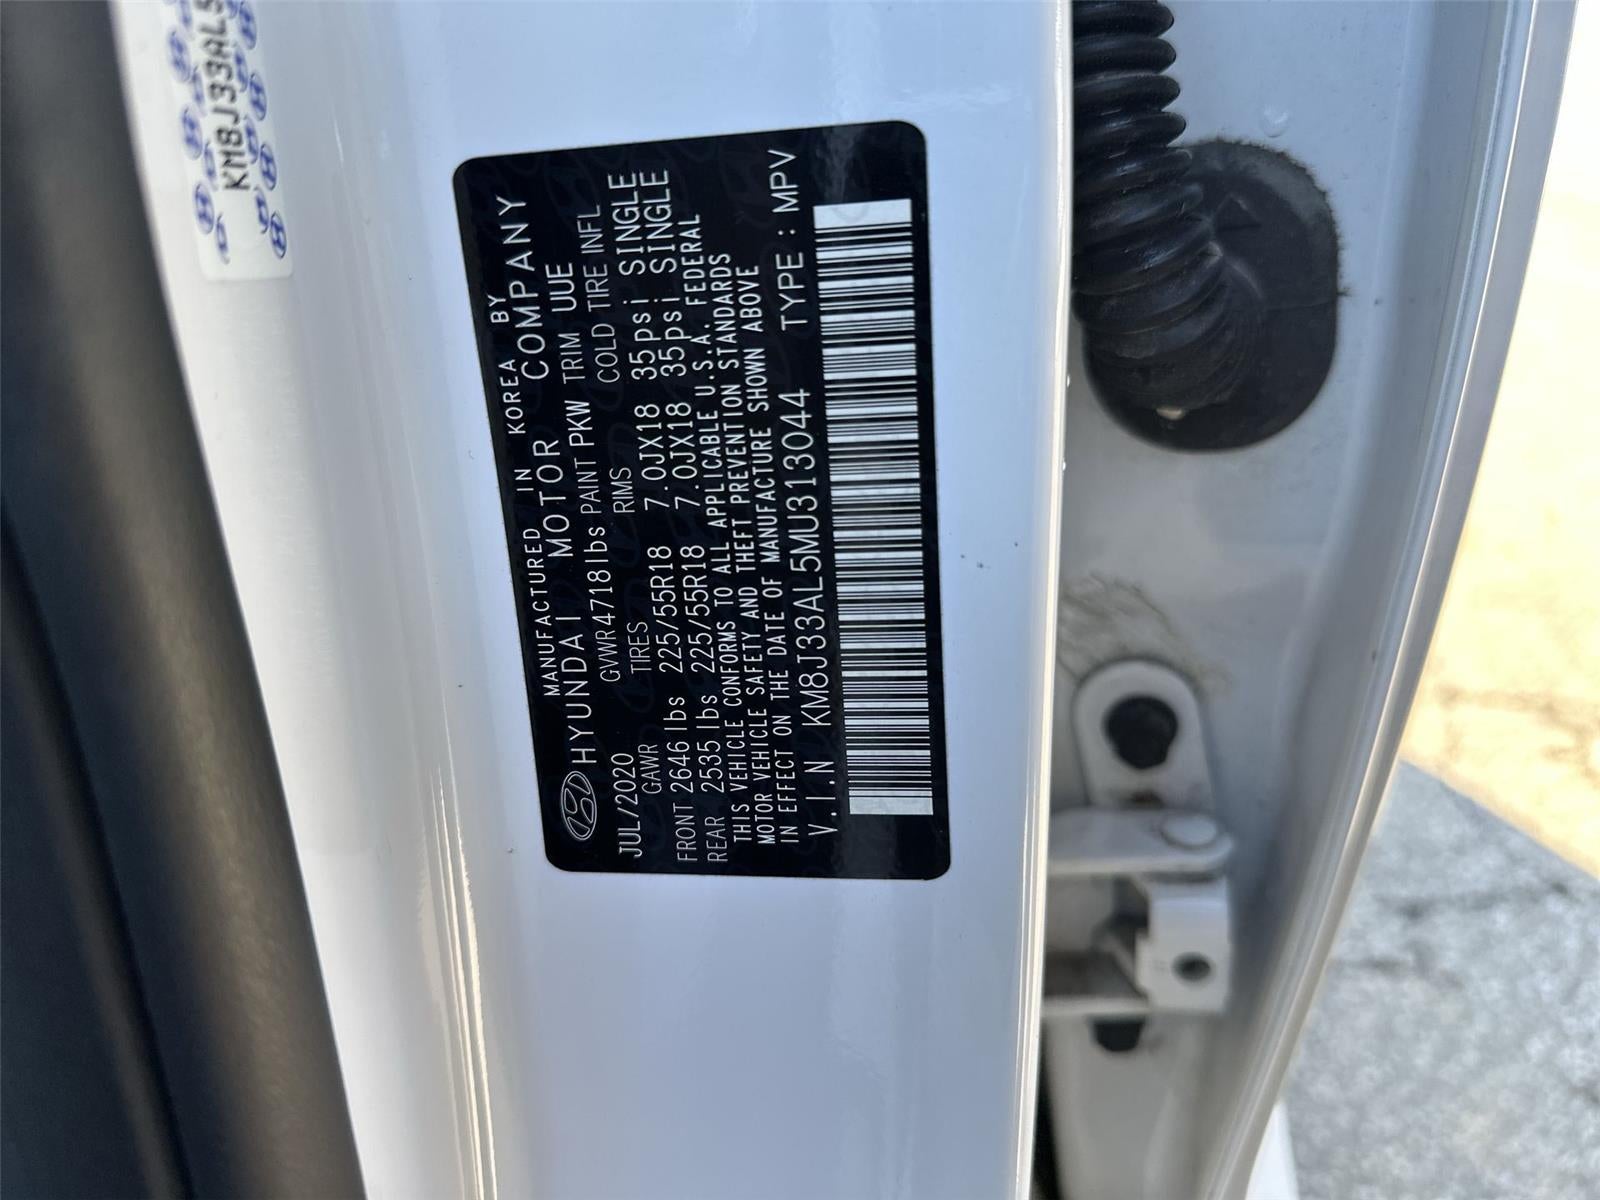 KM8J33AL5
MANUFACTURED IN KOREA BY
HYUNDAI MOTOR COMPANY
JUL/2020 GVWR4718lbs PAINT PKW TRIM UUE
GAWR TIRES RIMS COLD TIRE INFL
FRONT 2646 lbs 225/55R18 7.0JX18 35psi SINGLE
REAR 2535 lbs 225/55R18 7.0JX18 35psi SINGLE
THIS VEHICLE CONFORMS TO ALL APPLICABLE U.S.A. FEDERAL
MOTOR VEHICLE SAFETY AND THEFT PREVENTION STANDARDS
IN EFFECT ON THE DATE OF MANUFACTURE SHOWN ABOVE
V.I.N KM8J33AL5MU313044 TYPE : MPV